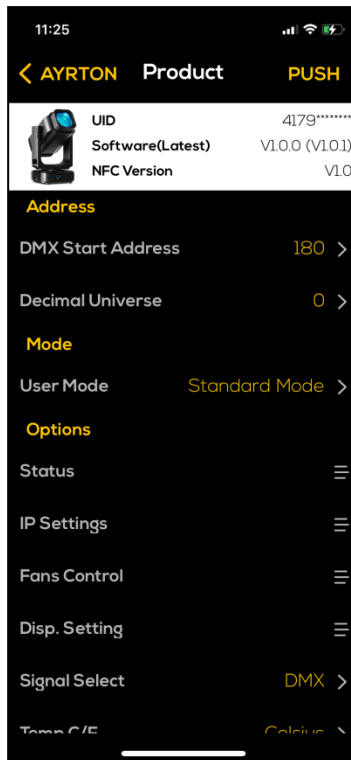 11:25
AYRTON Product PUSH
UID 4179********
Software(Latest) V1.0.0 (V1.0.1)
NFC Version V1.0
Address
DMX Start Address 180
Decimal Universe 0
Mode
User Mode Standard Mode
Options
Status
IP Settings
Fans Control
Disp. Setting
Signal Select DMX
Temp C/F Celsius